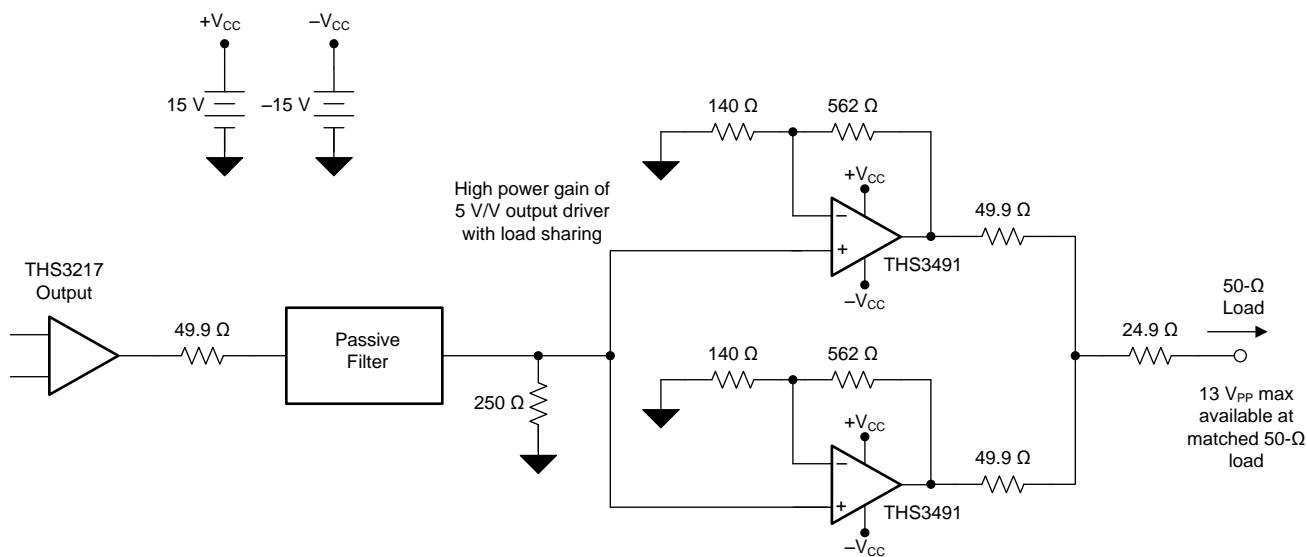 +VCC
–VCC
15 V
–15 V
140 Ω
562 Ω
High power gain of
5 V/V output driver
with load sharing
+VCC
–
+
THS3491
–VCC
49.9 Ω
THS3217
Output
49.9 Ω
Passive
Filter
250 Ω
140 Ω
562 Ω
+VCC
–
+
THS3491
–VCC
49.9 Ω
24.9 Ω
50-Ω
Load
13 VPP max
available at
matched 50-Ω
load